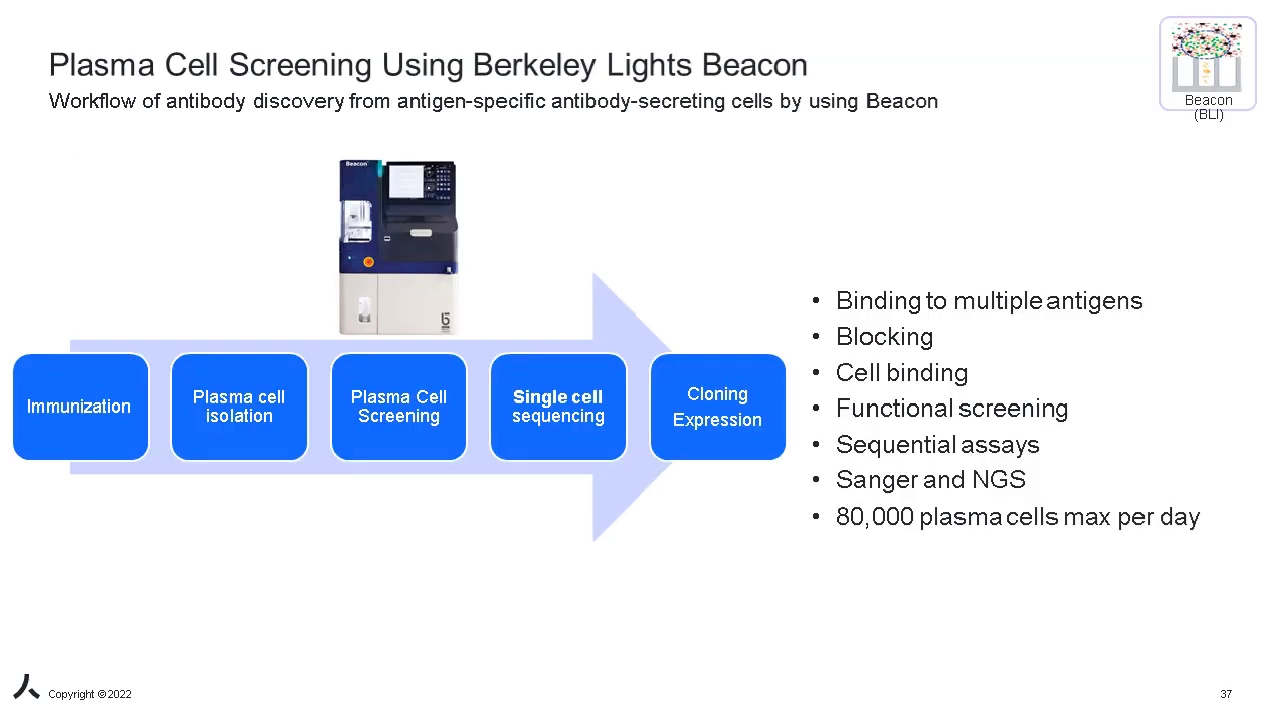 Plasma Cell Screening Using Berkeley Lights Beacon
Workflow of antibody discovery from antigen-specific antibody-secreting cells by using Beacon
Beacon
(BLI)
Beacon
Immunization
Plasma cell
isolation
Plasma Cell
Screening
Single cell
sequencing
Cloning
Expression
• Binding to multiple antigens
• Blocking
• Cell binding
• Functional screening
• Sequential assays
• Sanger and NGS
• 80,000 plasma cells max per day
Copyright © 2022
37